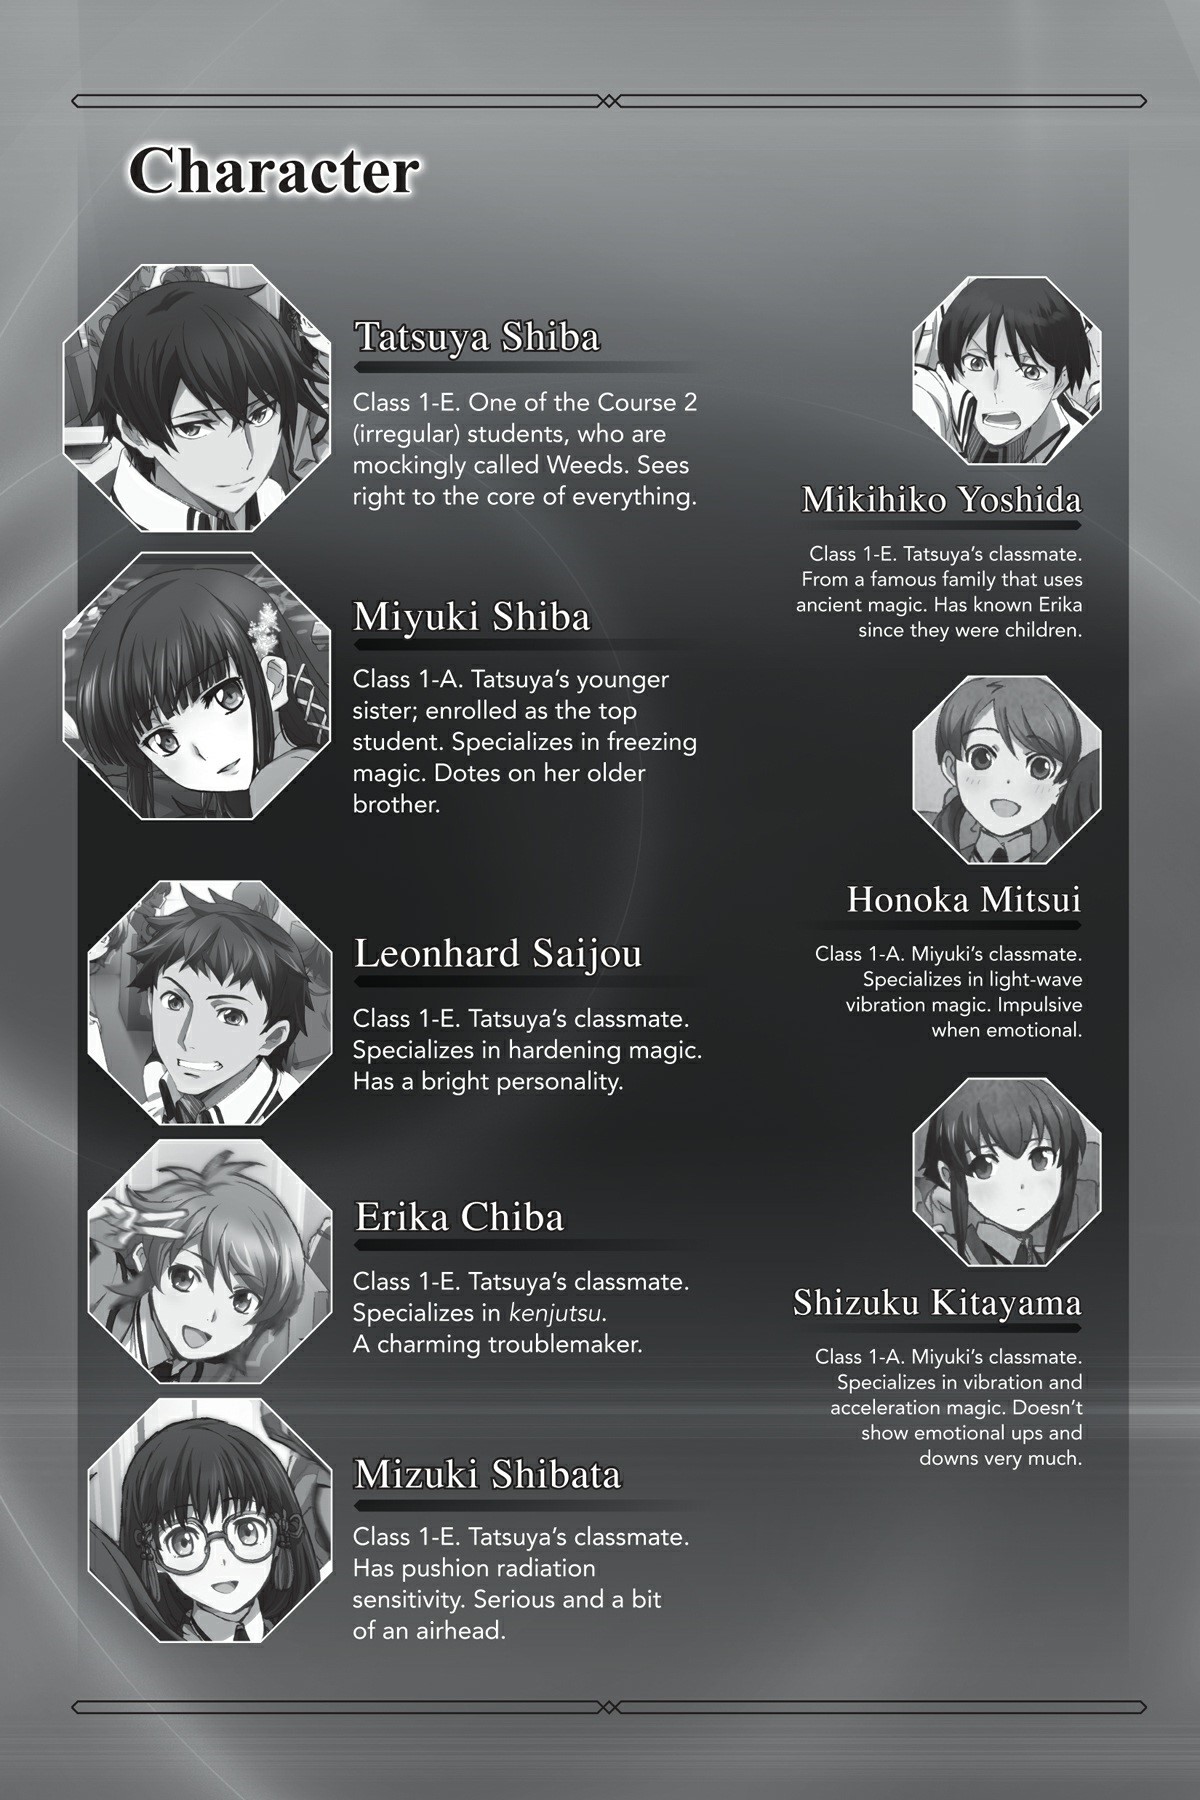 Character
Tatsuya Shiba
Class 1-E. One of the Course 2
(irregular) students, who are
mockingly called Weeds. Sees
right to the core of everything.
Miyuki Shiba
Class 1-A. Tatsuya’s younger
sister; enrolled as the top
student. Specializes in freezing
magic. Dotes on her older
brother.
Leonhard Saijou
Class 1-E. Tatsuya’s classmate.
Specializes in hardening magic.
Has a bright personality.
Erika Chiba
Class 1-E. Tatsuya’s classmate.
Specializes in kenjutsu.
A charming troublemaker.
Mizuki Shibata
Class 1-E. Tatsuya’s classmate.
Has pushion radiation
sensitivity. Serious and a bit
of an airhead.
Mikihiko Yoshida
Class 1-E. Tatsuya’s classmate.
From a famous family that uses
ancient magic. Has known Erika
since they were children.
Honoka Mitsui
Class 1-A. Miyuki’s classmate.
Specializes in light-wave
vibration magic. Impulsive
when emotional.
Shizuku Kitayama
Class 1-A. Miyuki’s classmate.
Specializes in vibration and
acceleration magic. Doesn’t
show emotional ups and
downs very much.